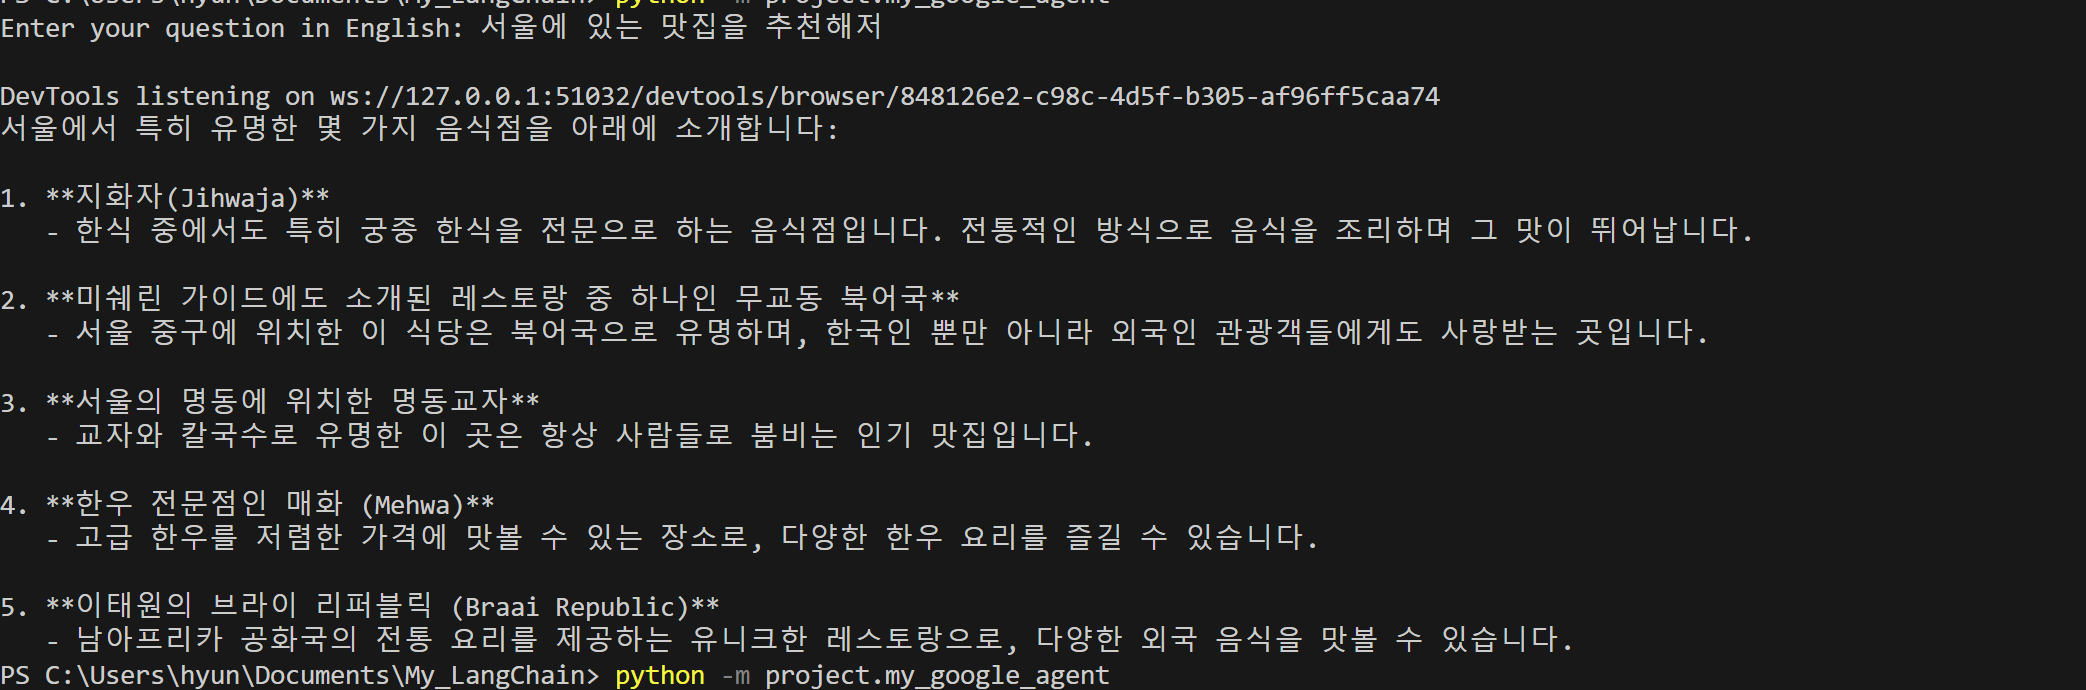 PS C:\Users\hyun\Documents\My_LangChain> python -m project.my_google_agent
Enter your question in English: 서울에 있는 맛집을 추천해저
DevTools listening on ws://127.0.0.1:51032/devtools/browser/848126e2-c98c-4d5f-b305-af96ff5caa74
서울에서 특히 유명한 몇 가지 음식점을 아래에 소개합니다:
1. **지화자(Jihwaja)**
- 한식 중에서도 특히 궁중 한식을 전문으로 하는 음식점입니다. 전통적인 방식으로 음식을 조리하며 그 맛이 뛰어납니다.
2. **미쉐린 가이드에도 소개된 레스토랑 중 하나인 무교동 북어국**
- 서울 중구에 위치한 이 식당은 북어국으로 유명하며, 한국인 뿐만 아니라 외국인 관광객들에게도 사랑받는 곳입니다.
3. **서울의 명동에 위치한 명동교자**
- 교자와 칼국수로 유명한 이 곳은 항상 사람들로 붐비는 인기 맛집입니다.
4. **한우 전문점인 매화 (Mehwa)**
- 고급 한우를 저렴한 가격에 맛볼 수 있는 장소로, 다양한 한우 요리를 즐길 수 있습니다.
5. **이태원의 브라이 리퍼블릭 (Braai Republic)**
- 남아프리카 공화국의 전통 요리를 제공하는 유니크한 레스토랑으로, 다양한 외국 음식을 맛볼 수 있습니다.
PS C:\Users\hyun\Documents\My_LangChain> python -m project.my_google_agent